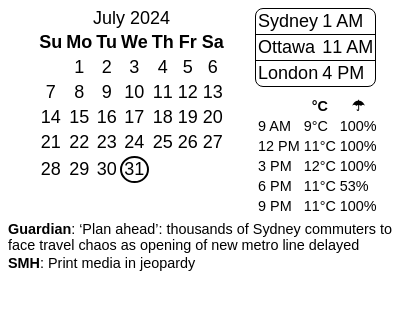 July 2024
Su Mo Tu We Th Fr Sa
1 2 3 4 5 6
7 8 9 10 11 12 13
14 15 16 17 18 19 20
21 22 23 24 25 26 27
28 29 30 31
Sydney 1 AM
Ottawa 11 AM
London 4 PM
°C ☂
9 AM 9°C 100%
12 PM 11°C 100%
3 PM 12°C 100%
6 PM 11°C 53%
9 PM 11°C 100%
Guardian: ‘Plan ahead’: thousands of Sydney commuters to
face travel chaos as opening of new metro line delayed
SMH: Print media in jeopardy